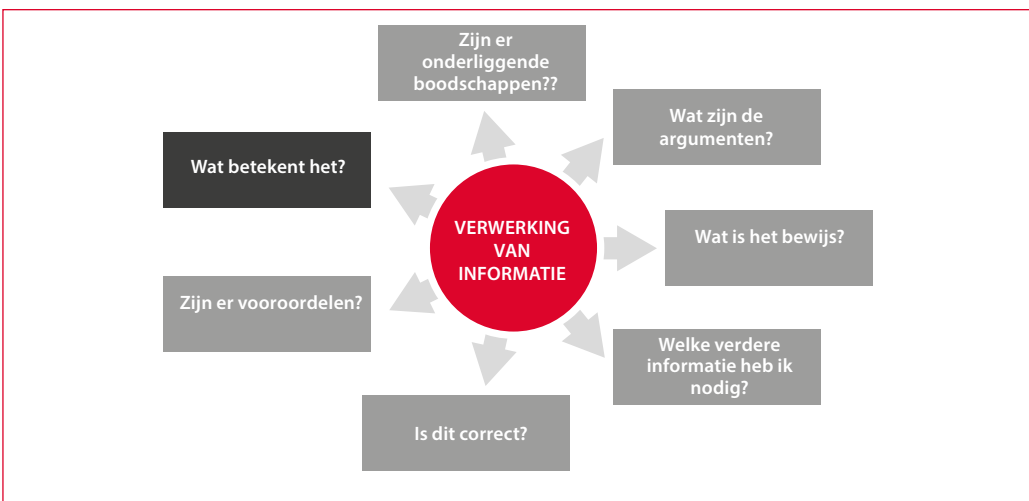 Zijn er
onderliggende
boodschappen??
Wat zijn de
argumenten?
Wat betekent het?
VERWERKING
VAN
INFORMATIE
Wat is het bewijs?
Zijn er vooroordelen?
Welke verdere
informatie heb ik
nodig?
Is dit correct?